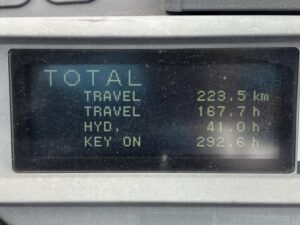 TOTAL
TRAVEL 223.5 km
TRAVEL 167.7 h
HYD. 41.0 h
KEY ON 292.6 h